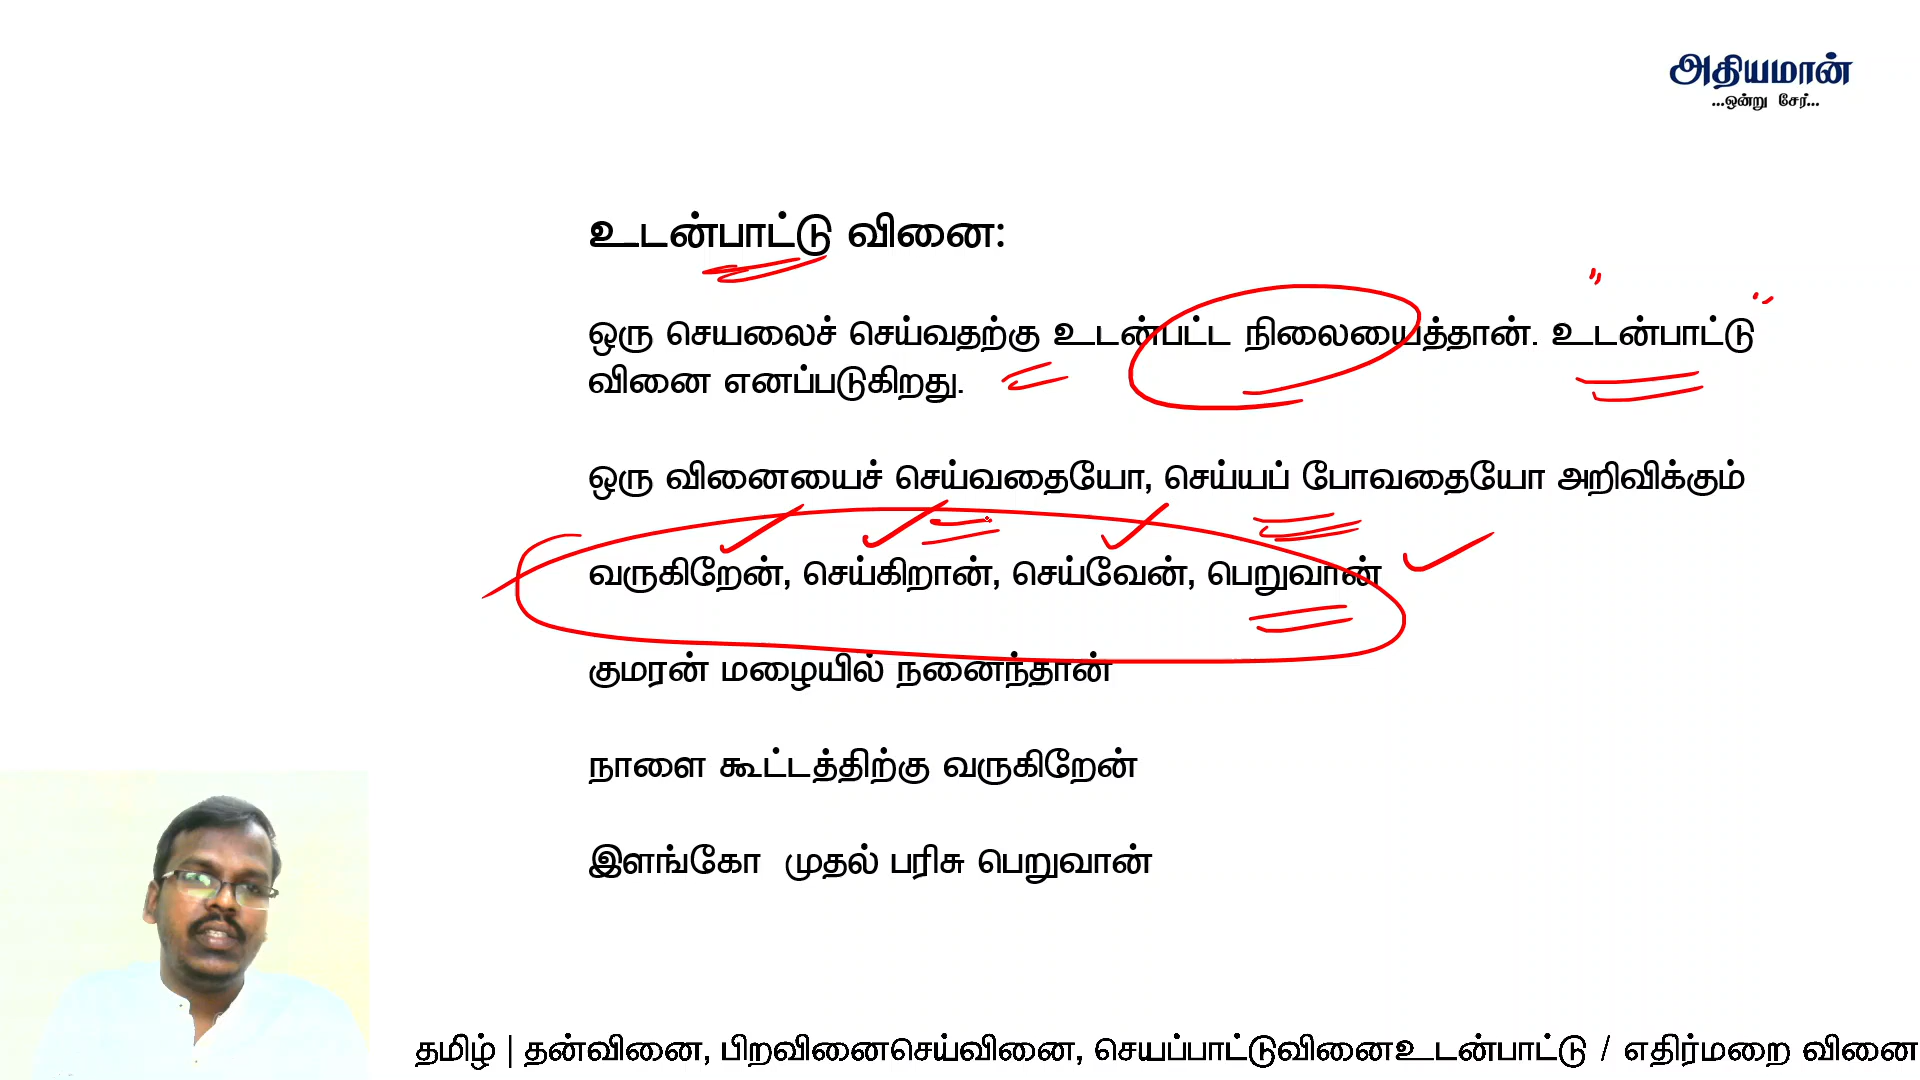 அதியமான்
...ஒன்று சேர்...
உடன்பாட்டு வினை:
ஒரு செயலைச் செய்வதற்கு உடன்பட்ட நிலையைத்தான். உடன்பாட்டு
வினை எனப்படுகிறது.
ஒரு வினையைச் செய்வதையோ, செய்யப் போவதையோ அறிவிக்கும்
வருகிறேன், செய்கிறான், செய்வேன், பெறுவான்
குமரன் மழையில் நனைந்தான்
நாளை கூட்டத்திற்கு வருகிறேன்
இளங்கோ முதல் பரிசு பெறுவான்
தமிழ் | தன்வினை, பிறவினைசெய்வினை, செயப்பாட்டுவினைஉடன்பாட்டு / எதிர்மறை வினை